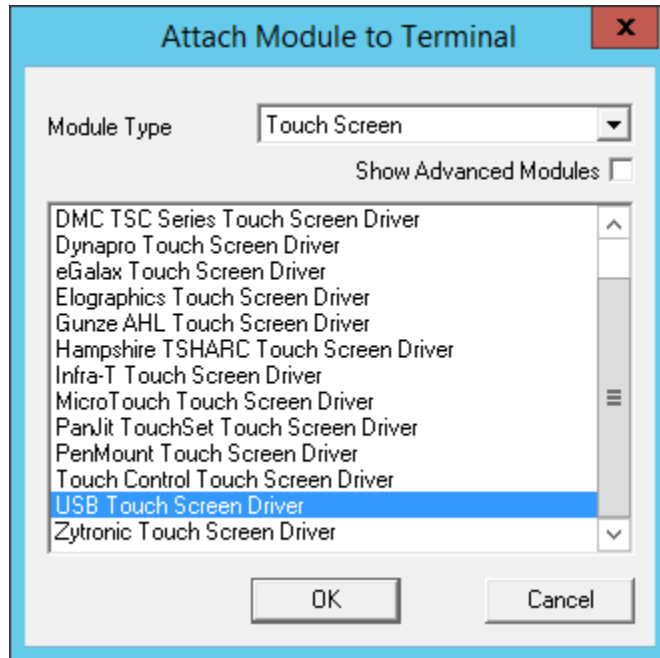 Attach Module to Terminal
x
Module Type
Touch Screen
Show Advanced Modules
DMC TSC Series Touch Screen Driver
Dynapro Touch Screen Driver
eGalax Touch Screen Driver
Elographics Touch Screen Driver
Gunze AHL Touch Screen Driver
Hampshire TSHARC Touch Screen Driver
Infra-T Touch Screen Driver
MicroTouch Touch Screen Driver
PanJit TouchSet Touch Screen Driver
PenMount Touch Screen Driver
Touch Control Touch Screen Driver
USB Touch Screen Driver
Zytronic Touch Screen Driver
OK
Cancel